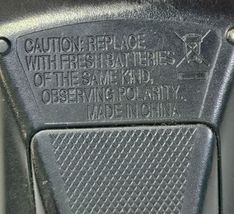 CAUTION: REPLACE
WITH FRESH BATTERIES
OF THE SAME KIND,
OBSERVING POLARITY.
MADE IN CHINA